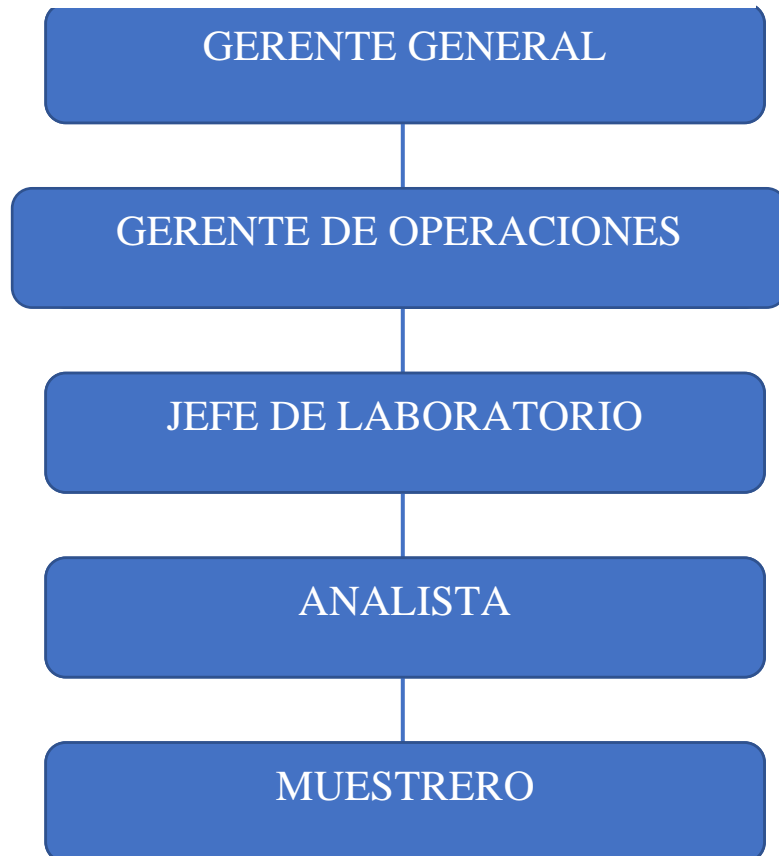 GERENTE GENERAL
GERENTE DE OPERACIONES
JEFE DE LABORATORIO
ANALISTA
MUESTRERO